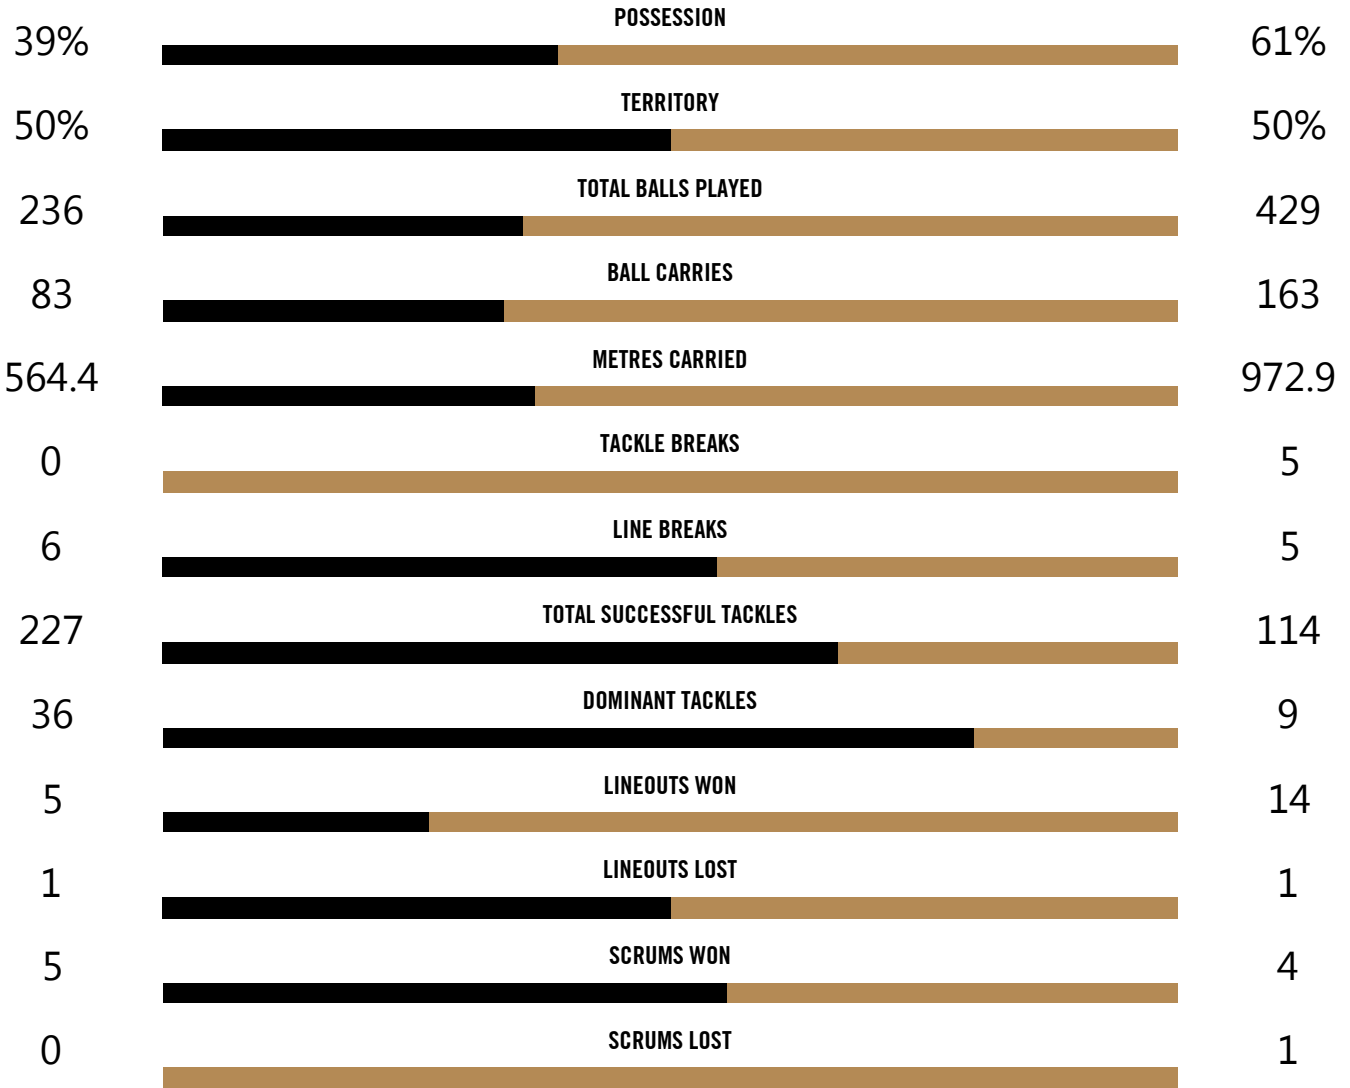 POSSESSION
39% 61%
TERRITORY
50% 50%
TOTAL BALLS PLAYED
236 429
BALL CARRIES
83 163
METRES CARRIED
564.4 972.9
TACKLE BREAKS
0 5
LINE BREAKS
6 5
TOTAL SUCCESSFUL TACKLES
227 114
DOMINANT TACKLES
36 9
LINEOUTS WON
5 14
LINEOUTS LOST
1 1
SCRUMS WON
5 4
SCRUMS LOST
0 1